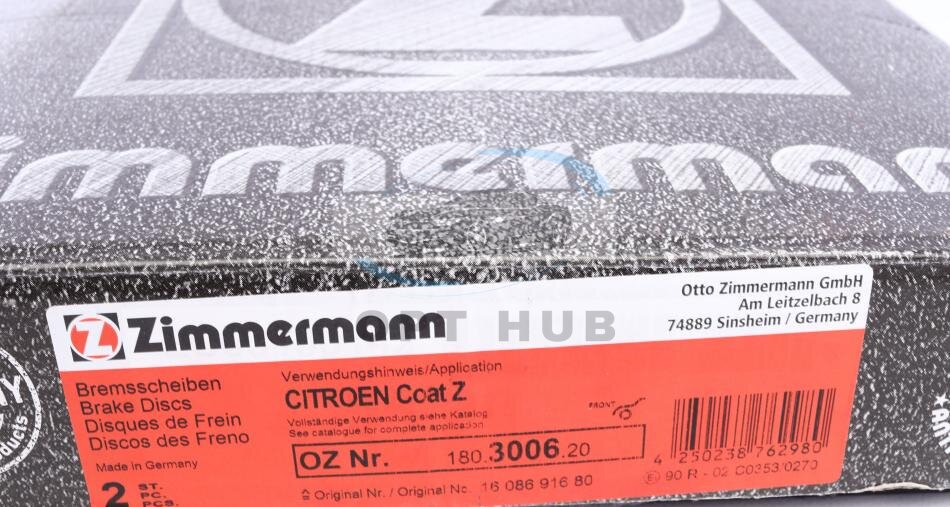 Zimmermann
OTT HUB
Zimmermann
Otto Zimmermann GmbH
Am Leitzelbach 8
74889 Sinsheim / Germany
Bremsscheiben
Brake Discs
Disques de Frein
Discos des Freno
Made in Germany
2 ST.
PC.
PCS.
Verwendungshinweis/Application
CITROEN Coat Z
Vollständige Verwendung siehe Katalog
See catalogue for complete application
FRONT
OZ Nr. 180.3006.20
≙ Original Nr. / Original No. 16 086 916 80
4 250238 762980
E1 90 R - 02 C0353/0270